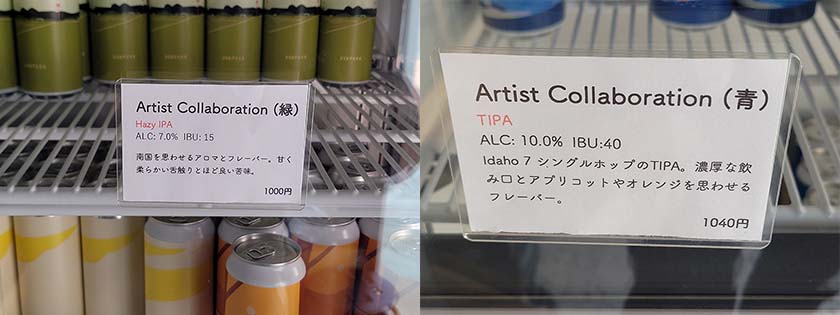 Artist Collaboration (緑)
Hazy IPA
ALC: 7.0% IBU: 15
南国を思わせるアロマとフレーバー。甘く
柔らかい舌触りとほど良い苦味。
1000円
Artist Collaboration (青)
TIPA
ALC: 10.0% IBU:40
Idaho 7 シングルホップのTIPA。濃厚な飲
み口とアプリコットやオレンジを思わせる
フレーバー。
1040円